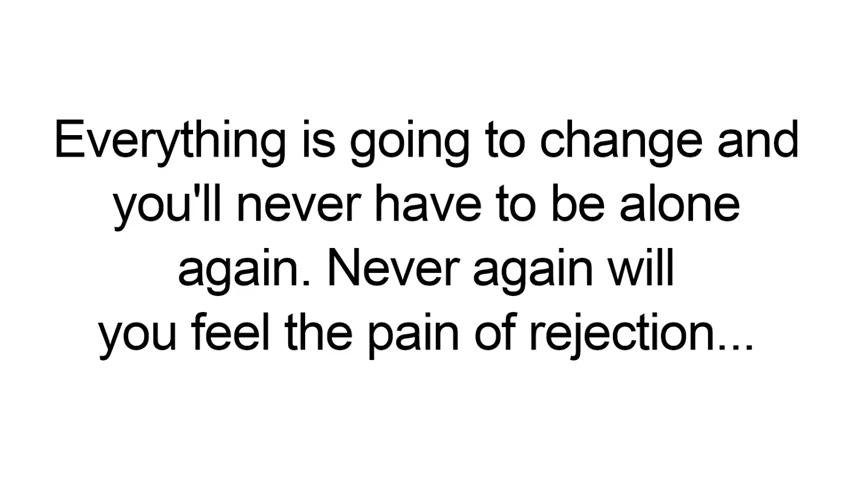 Everything is going to change and
you'll never have to be alone
again. Never again will
you feel the pain of rejection...